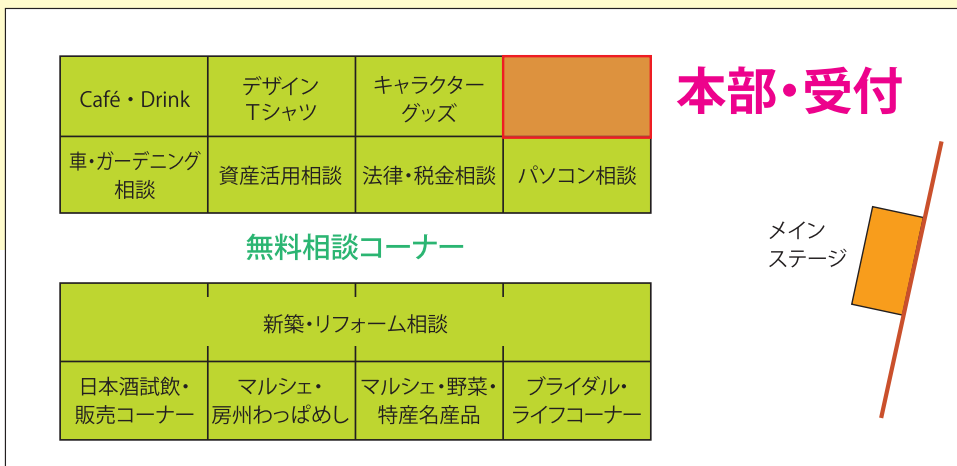 Café・Drink
デザイン
Tシャツ
キャラクター
グッズ
本部・受付
車・ガーデニング
相談
資産活用相談
法律・税金相談
パソコン相談
無料相談コーナー
メイン
ステージ
新築・リフォーム相談
日本酒試飲・
販売コーナー
マルシェ・
房州わっぱめし
マルシェ・野菜・
特産名産品
ブライダル・
ライフコーナー